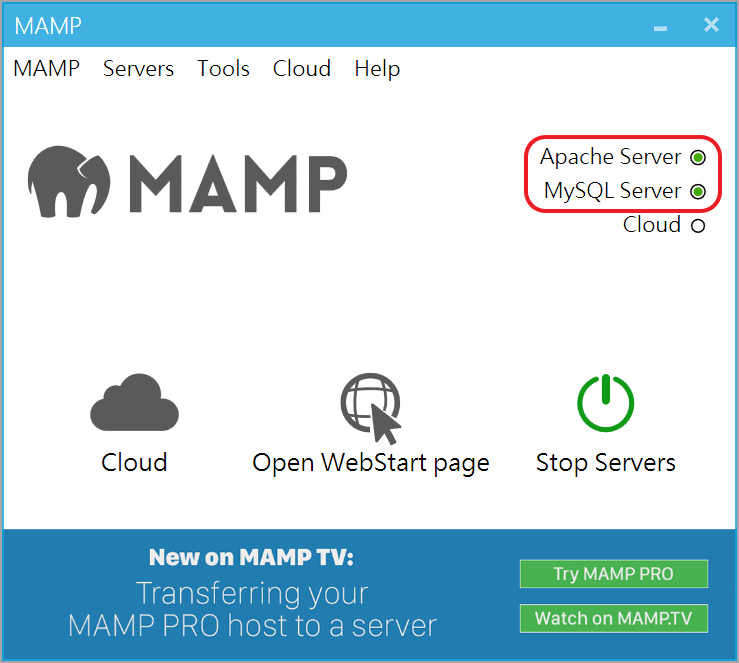 MAMP
MAMP Servers Tools Cloud Help
MAMP
Apache Server
MySQL Server
Cloud
Cloud
Open WebStart page
Stop Servers
New on MAMP TV:
Transferring your
MAMP PRO host to a server
Try MAMP PRO
Watch on MAMP.TV